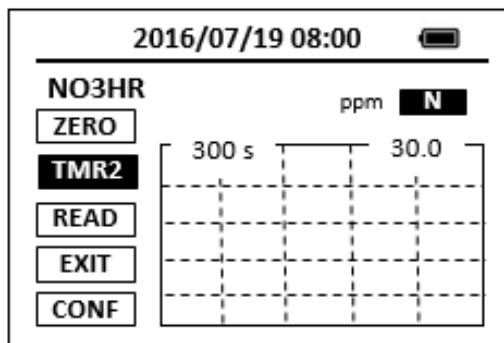 2016/07/19 08:00
NO3HR
ppm N
ZERO
300 s 30.0
TMR2
READ
EXIT
CONF